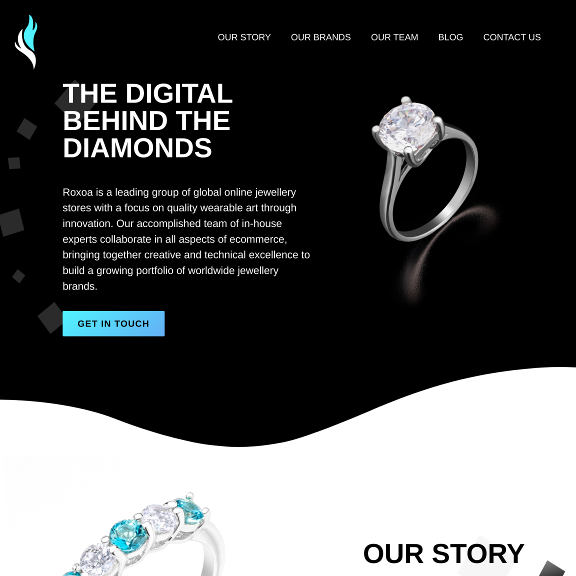 OUR STORY
OUR BRANDS
OUR TEAM
BLOG
CONTACT US
THE DIGITAL
BEHIND THE
DIAMONDS
Roxoa is a leading group of global online jewellery
stores with a focus on quality wearable art through
innovation. Our accomplished team of in-house
experts collaborate in all aspects of ecommerce,
bringing together creative and technical excellence to
build a growing portfolio of worldwide jewellery
brands.
GET IN TOUCH
OUR STORY